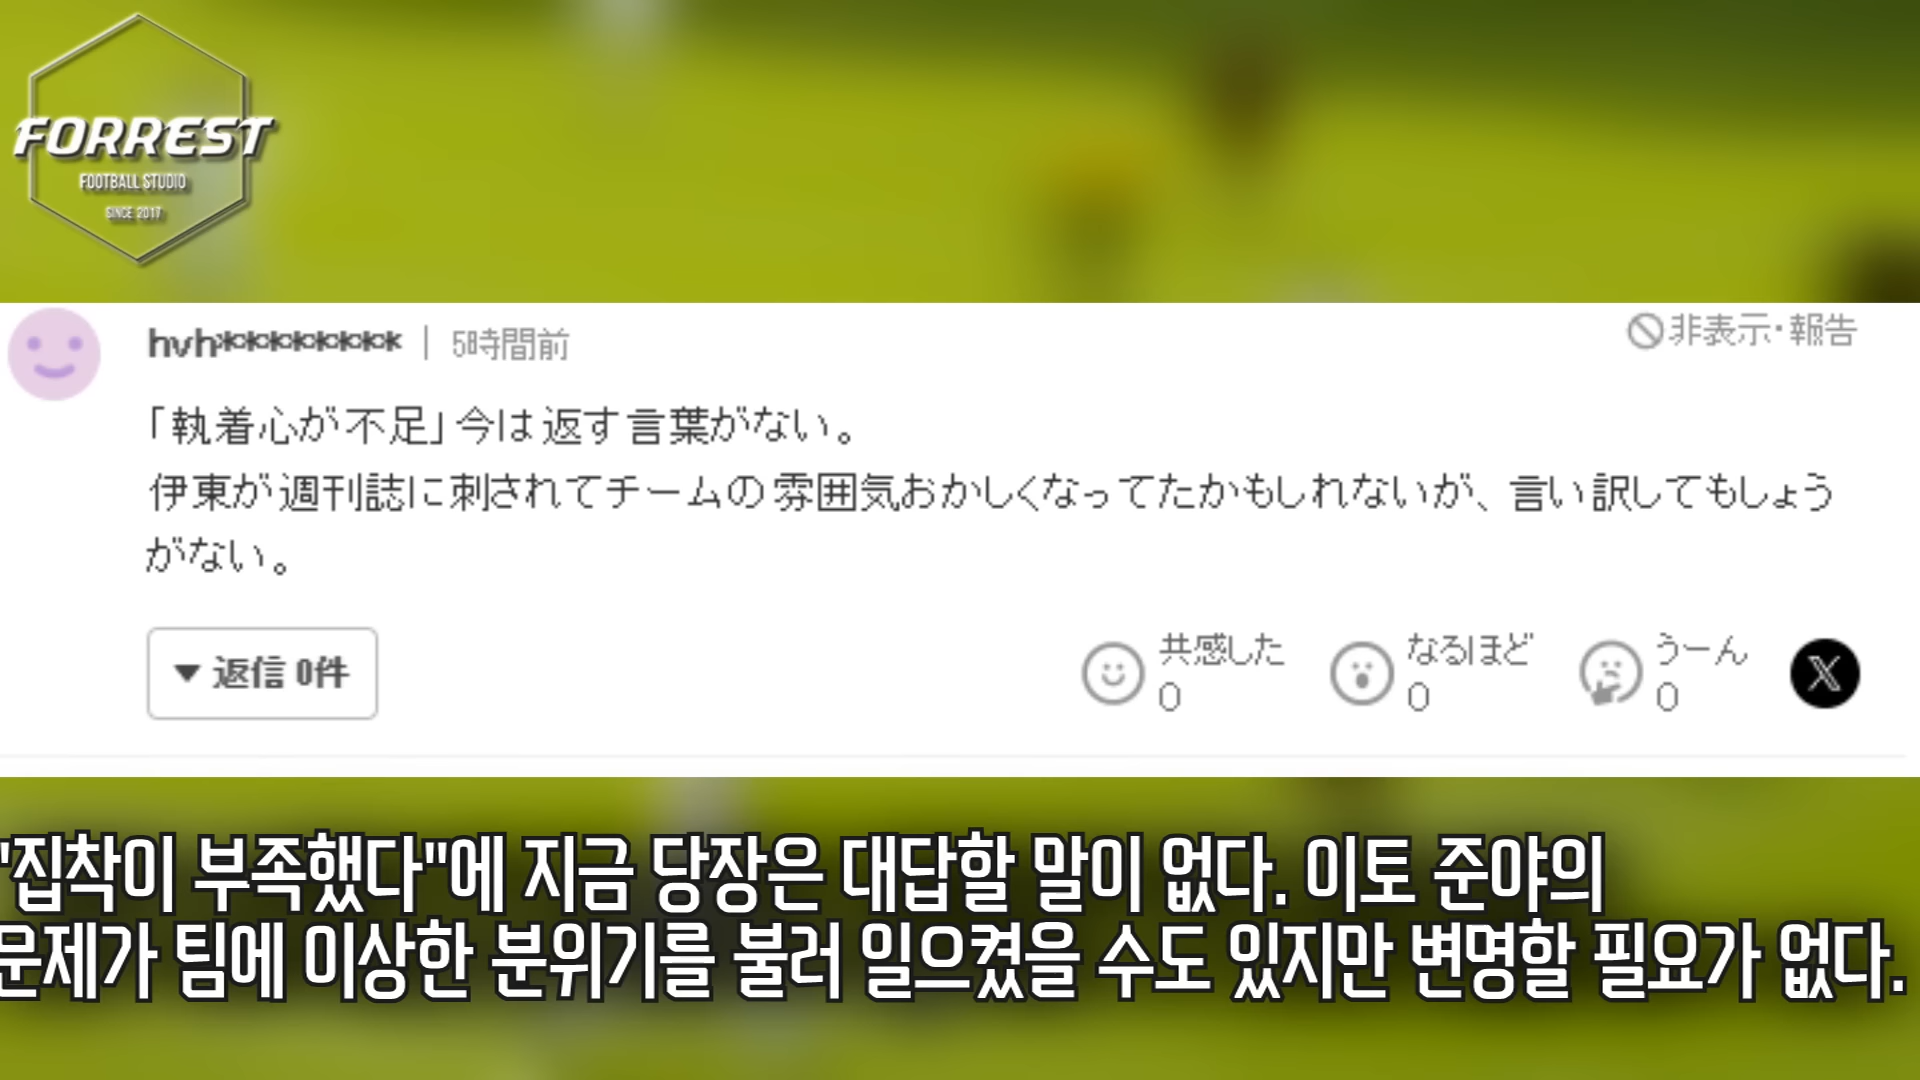 FORREST
FOOTBALL STUDIO
SINCE 2017
hvh********* | 5時間前
非表示・報告
「執着心が不足」今は返す言葉がない。
伊東が週刊誌に刺されてチームの雰囲気おかしくなってたかもしれないが、言い訳してもしょう
がない。
返信 0件
共感した
0
なるほど
0
うーん
0
"집착이 부족했다"에 지금 당장은 대답할 말이 없다. 이토 준야의
문제가 팀에 이상한 분위기를 불러 일으켰을 수도 있지만 변명할 필요가 없다.